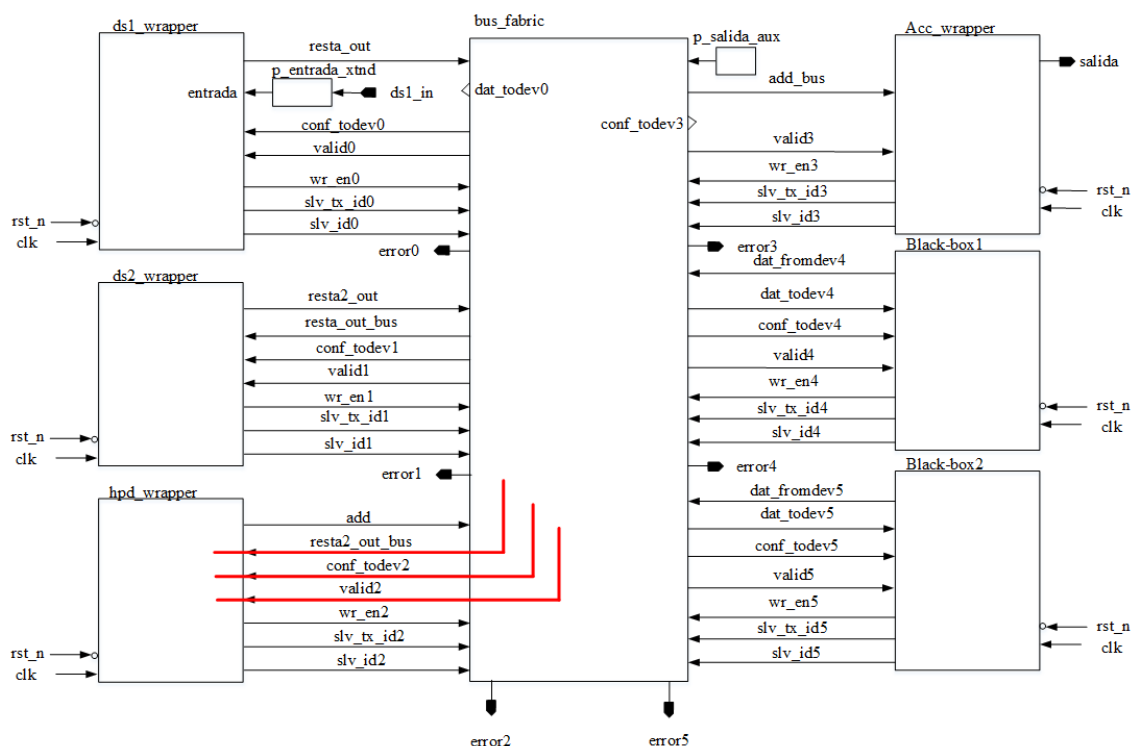 ds1_wrapper
resta_out
p_entrada_xtnd
entrada
ds1_in
conf_todev0
valid0
wr_en0
slv_tx_id0
slv_id0
rst_n
clk
error0
ds2_wrapper
resta2_out
resta_out_bus
conf_todev1
valid1
wr_en1
slv_tx_id1
slv_id1
rst_n
clk
error1
hpd_wrapper
add
resta2_out_bus
conf_todev2
valid2
wr_en2
slv_tx_id2
slv_id2
rst_n
clk
bus_fabric
dat_todev0
conf_todev3
error2
error5
p_salida_aux
add_bus
valid3
wr_en3
slv_tx_id3
slv_id3
error3
Acc_wrapper
salida
rst_n
clk
dat_fromdev4
dat_todev4
conf_todev4
valid4
wr_en4
slv_tx_id4
slv_id4
error4
Black-box1
rst_n
clk
dat_fromdev5
dat_todev5
conf_todev5
valid5
wr_en5
slv_tx_id5
slv_id5
Black-box2
rst_n
clk